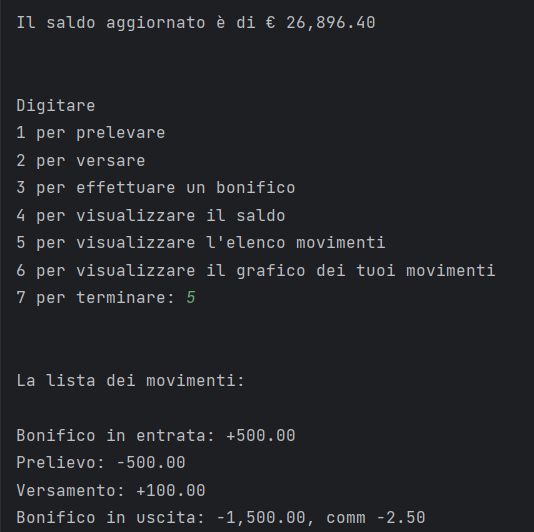 Il saldo aggiornato è di € 26,896.40
Digitare
1 per prelevare
2 per versare
3 per effettuare un bonifico
4 per visualizzare il saldo
5 per visualizzare l'elenco movimenti
6 per visualizzare il grafico dei tuoi movimenti
7 per terminare: 5
La lista dei movimenti:
Bonifico in entrata: +500.00
Prelievo: -500.00
Versamento: +100.00
Bonifico in uscita: -1,500.00, comm -2.50